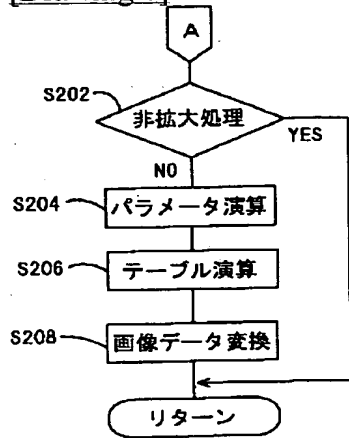 A
S202
非拡大処理
YES
NO
S204
パラメータ演算
S206
テーブル演算
S208
画像データ変換
リターン